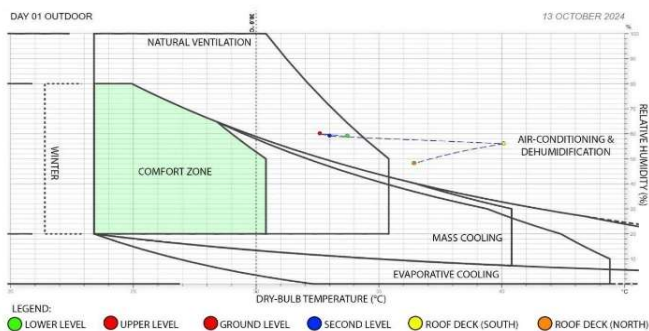 DAY 01 OUTDOOR
13 OCTOBER 2024
%
NATURAL VENTILATION
RELATIVE HUMIDITY (%)
AIR-CONDITIONING &
DEHUMIDIFICATION
WINTER
COMFORT ZONE
MASS COOLING
EVAPORATIVE COOLING
DRY-BULB TEMPERATURE (°C)
°C
LEGEND:
LOWER LEVEL
UPPER LEVEL
GROUND LEVEL
SECOND LEVEL
ROOF DECK (SOUTH)
ROOF DECK (NORTH)